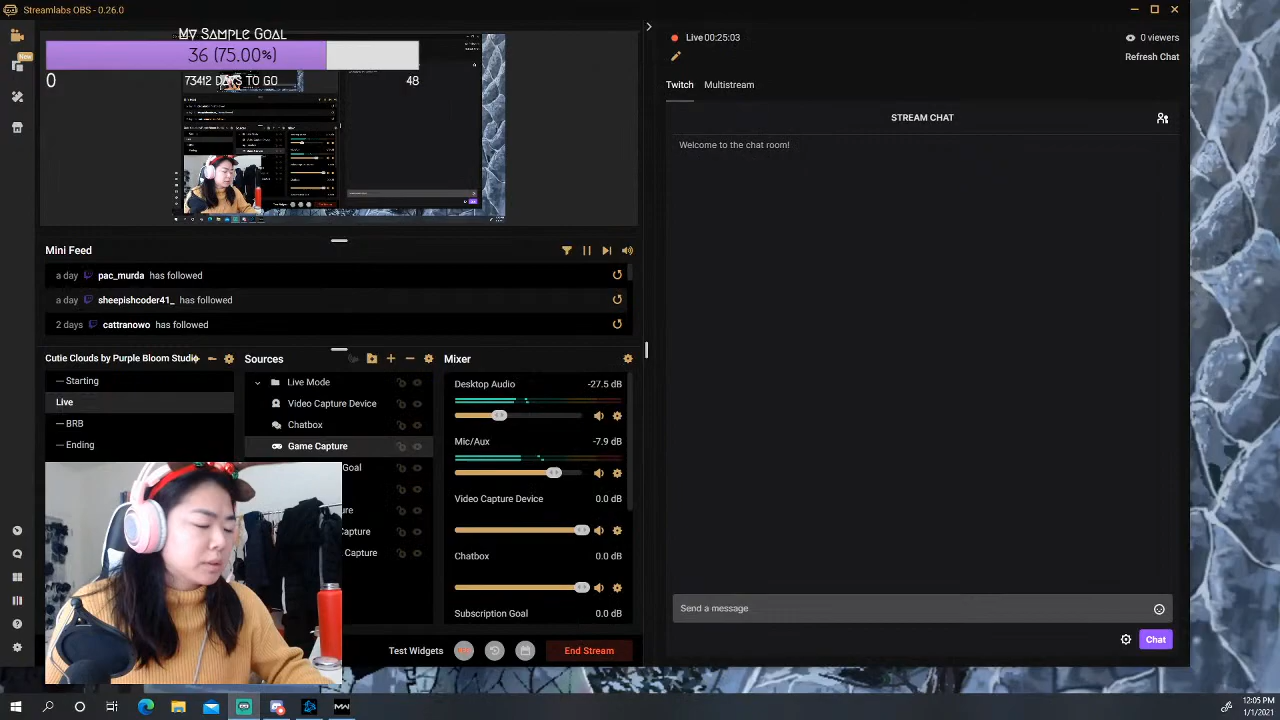 Streamlabs OBS - 0.26.0
My Sample Goal
36 (75.00%)
0
73412 DAYS TO GO
48
Live 00:25:03
0 viewers
Refresh Chat
Twitch
Multistream
STREAM CHAT
Welcome to the chat room!
New
Mini Feed
a day pac_murda has followed
a day sheepishcoder41_ has followed
2 days cattranowo has followed
Cutie Clouds by Purple Bloom Studio
Starting
Live
BRB
Ending
Sources
Live Mode
Video Capture Device
Chatbox
Game Capture
Goal
Capture
Capture
Mixer
Desktop Audio -27.5 dB
Mic/Aux -7.9 dB
Video Capture Device 0.0 dB
Chatbox 0.0 dB
Subscription Goal 0.0 dB
Test Widgets
End Stream
Send a message
Chat
12:05 PM
1/1/2021